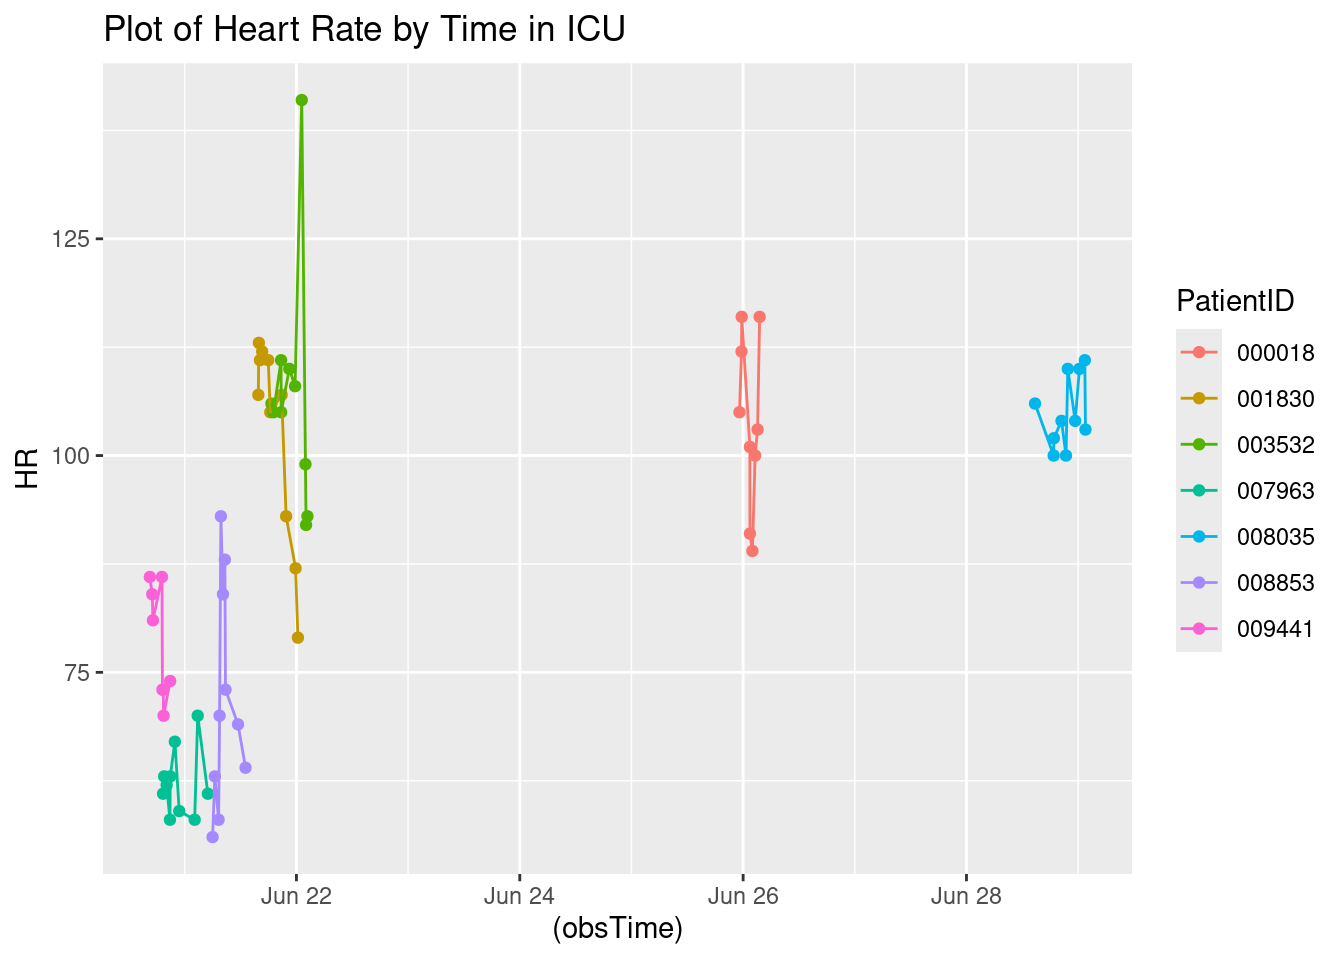 Plot of Heart Rate by Time in ICU
HR
125
100
75
Jun 22
Jun 24
Jun 26
Jun 28
(obsTime)
PatientID
000018
001830
003532
007963
008035
008853
009441